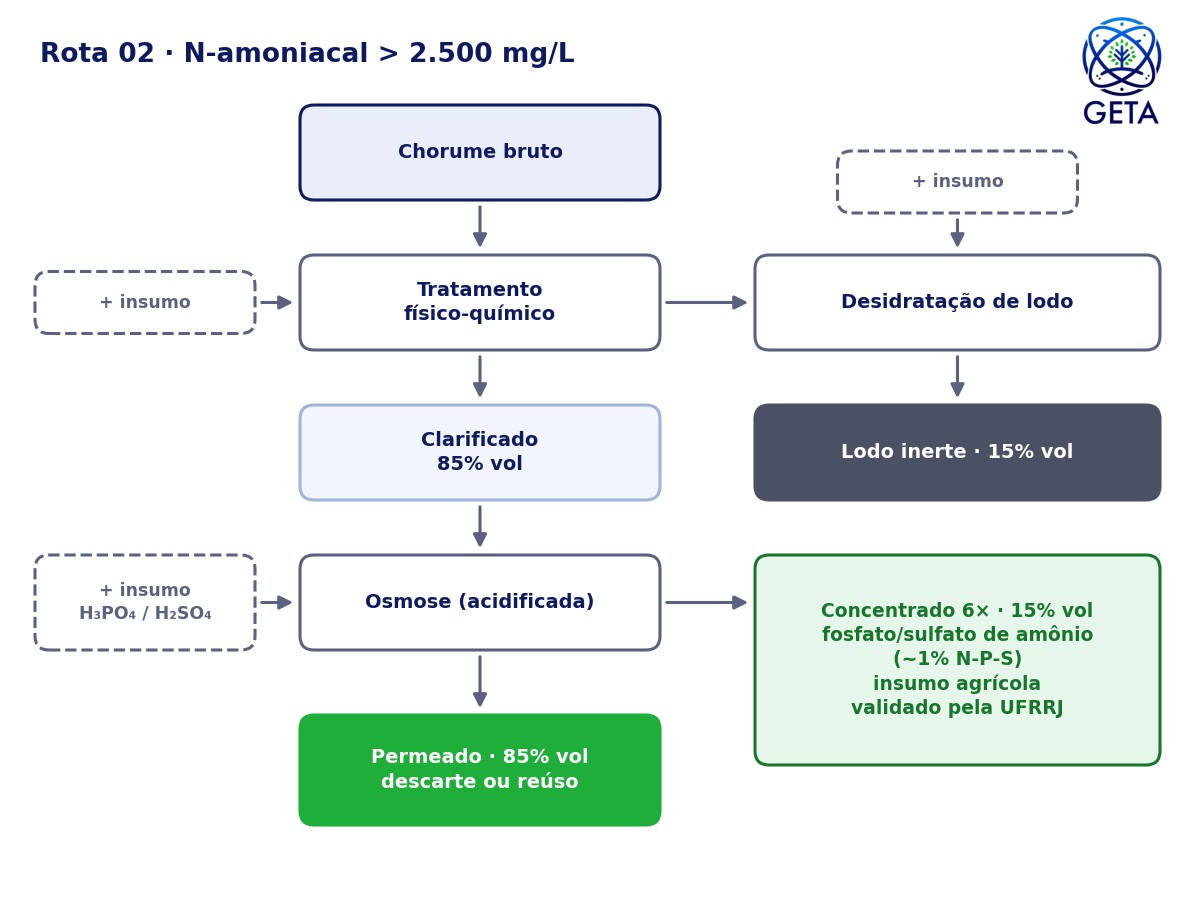 Rota 02 · N-amoniacal > 2.500 mg/L
GETA
Chorume bruto
+ insumo
+ insumo
Tratamento
físico-químico
Desidratação de lodo
Clarificado
85% vol
Lodo inerte · 15% vol
+ insumo
H₃PO₄ / H₂SO₄
Osmose (acidificada)
Concentrado 6× · 15% vol
fosfato/sulfato de amônio
(~1% N-P-S)
insumo agrícola
validado pela UFRRJ
Permeado · 85% vol
descarte ou reúso